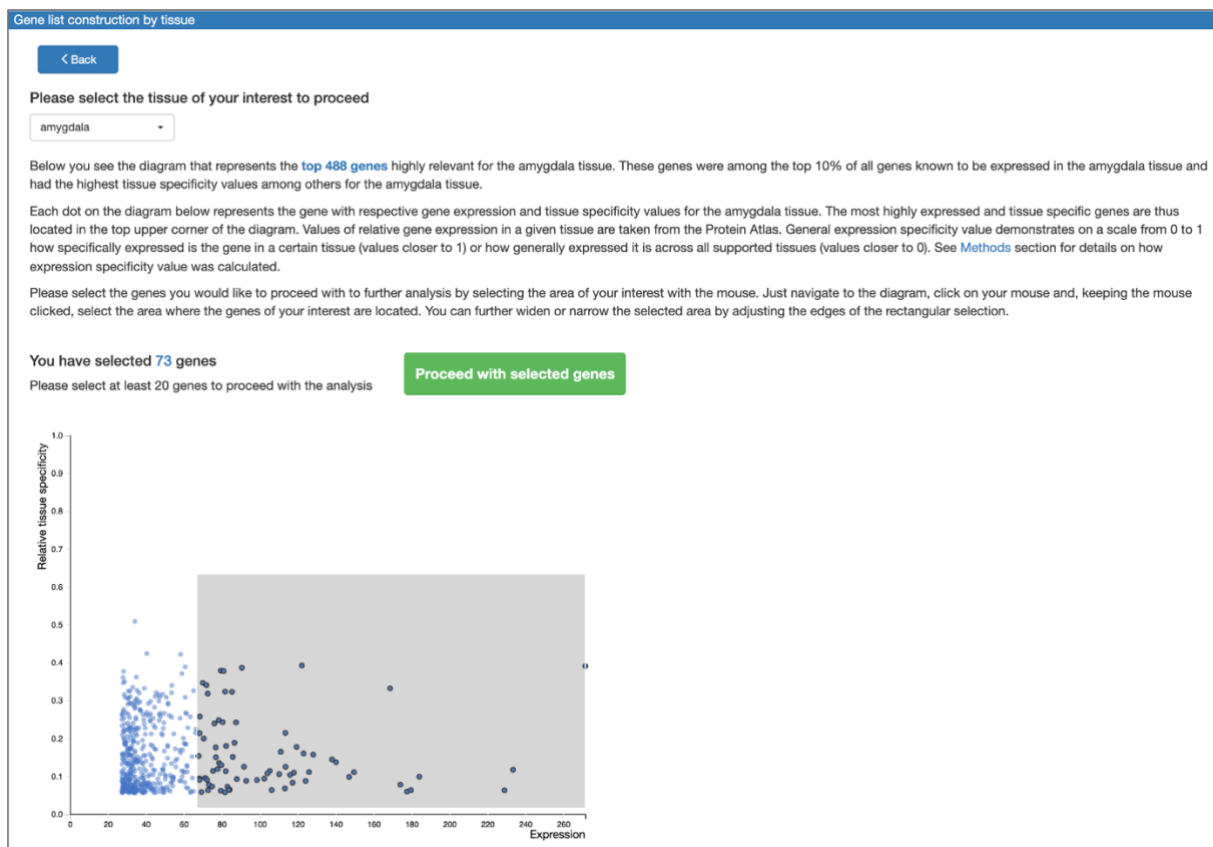 Gene list construction by tissue
Back
Please select the tissue of your interest to proceed
amygdala
Below you see the diagram that represents the top 488 genes highly relevant for the amygdala tissue. These genes were among the top 10% of all genes known to be expressed in the amygdala tissue and
had the highest tissue specificity values among others for the amygdala tissue.
Each dot on the diagram below represents the gene with respective gene expression and tissue specificity values for the amygdala tissue. The most highly expressed and tissue specific genes are thus
located in the top upper corner of the diagram. Values of relative gene expression in a given tissue are taken from the Protein Atlas. General expression specificity value demonstrates on a scale from 0 to 1
how specifically expressed is the gene in a certain tissue (values closer to 1) or how generally expressed it is across all supported tissues (values closer to 0). See Methods section for details on how
expression specificity value was calculated.
Please select the genes you would like to proceed with to further analysis by selecting the area of your interest with the mouse. Just navigate to the diagram, click on your mouse and, keeping the mouse
clicked, select the area where the genes of your interest are located. You can further widen or narrow the selected area by adjusting the edges of the rectangular selection.
You have selected 73 genes
Please select at least 20 genes to proceed with the analysis
Proceed with selected genes
Relative tissue specificity
1.0
0.9
0.8
0.7
0.6
0.5
0.4
0.3
0.2
0.1
0.0
0 20 40 60 80 100 120 140 160 180 200 220 240 260
Expression